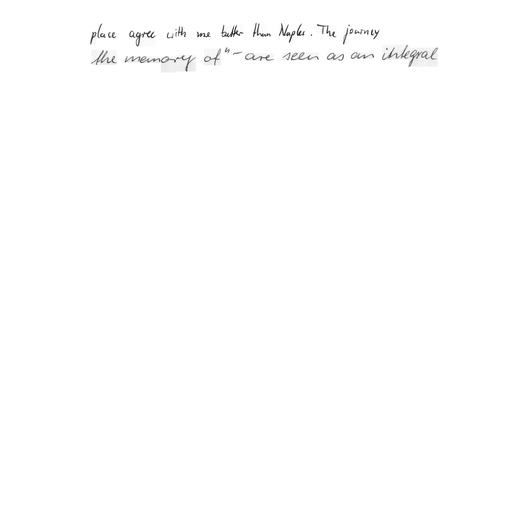 place agree with me better than Naples. The journey
the memory of" - are seen as an integral